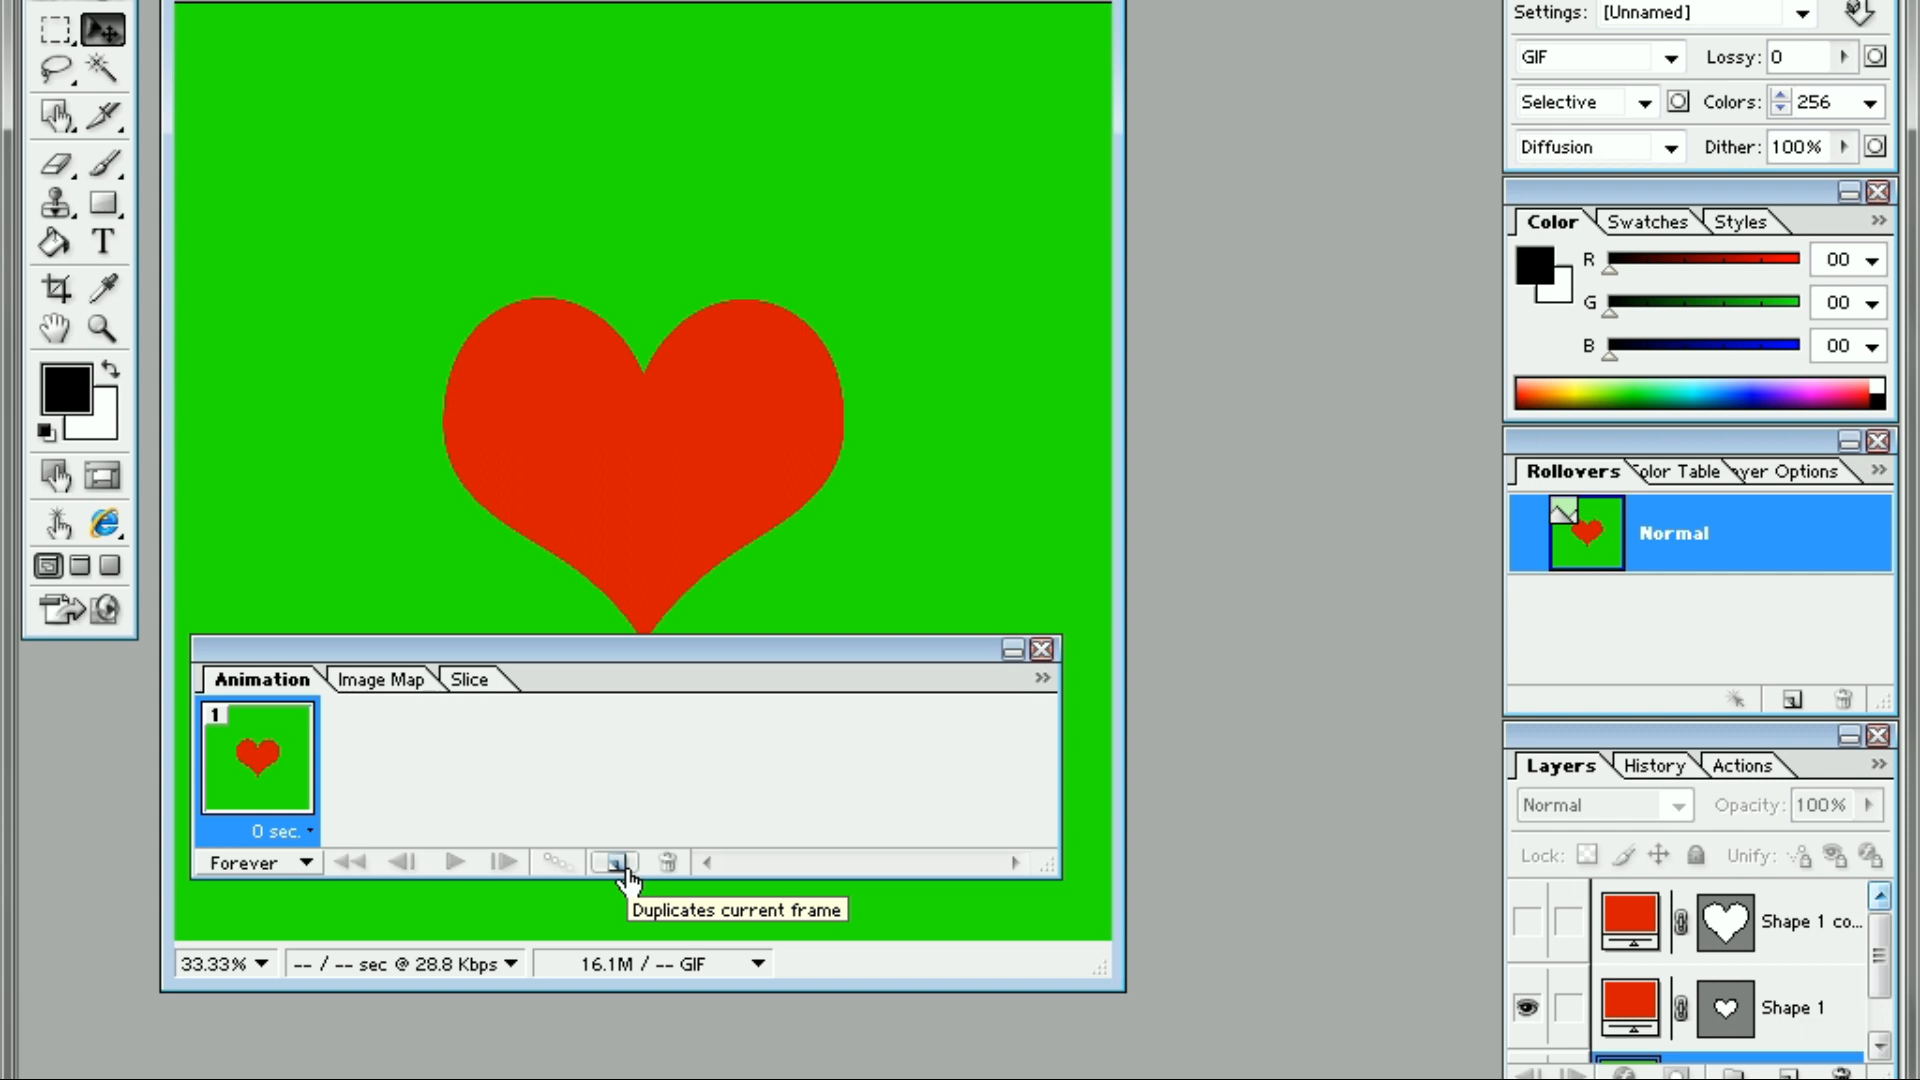 Settings: [Unnamed]
GIF Lossy: 0
Selective Colors: 256
Diffusion Dither: 100%
T
Color Swatches Styles
R 00
G 00
B 00
Rollovers olor Table yer Options
Normal
Animation Image Map Slice
1
0 sec.
Forever
Duplicates current frame
33.33% -- / -- sec @ 28.8 Kbps 16.1M / -- GIF
Layers History Actions
Normal Opacity: 100%
Lock: Unify:
Shape 1 co...
Shape 1